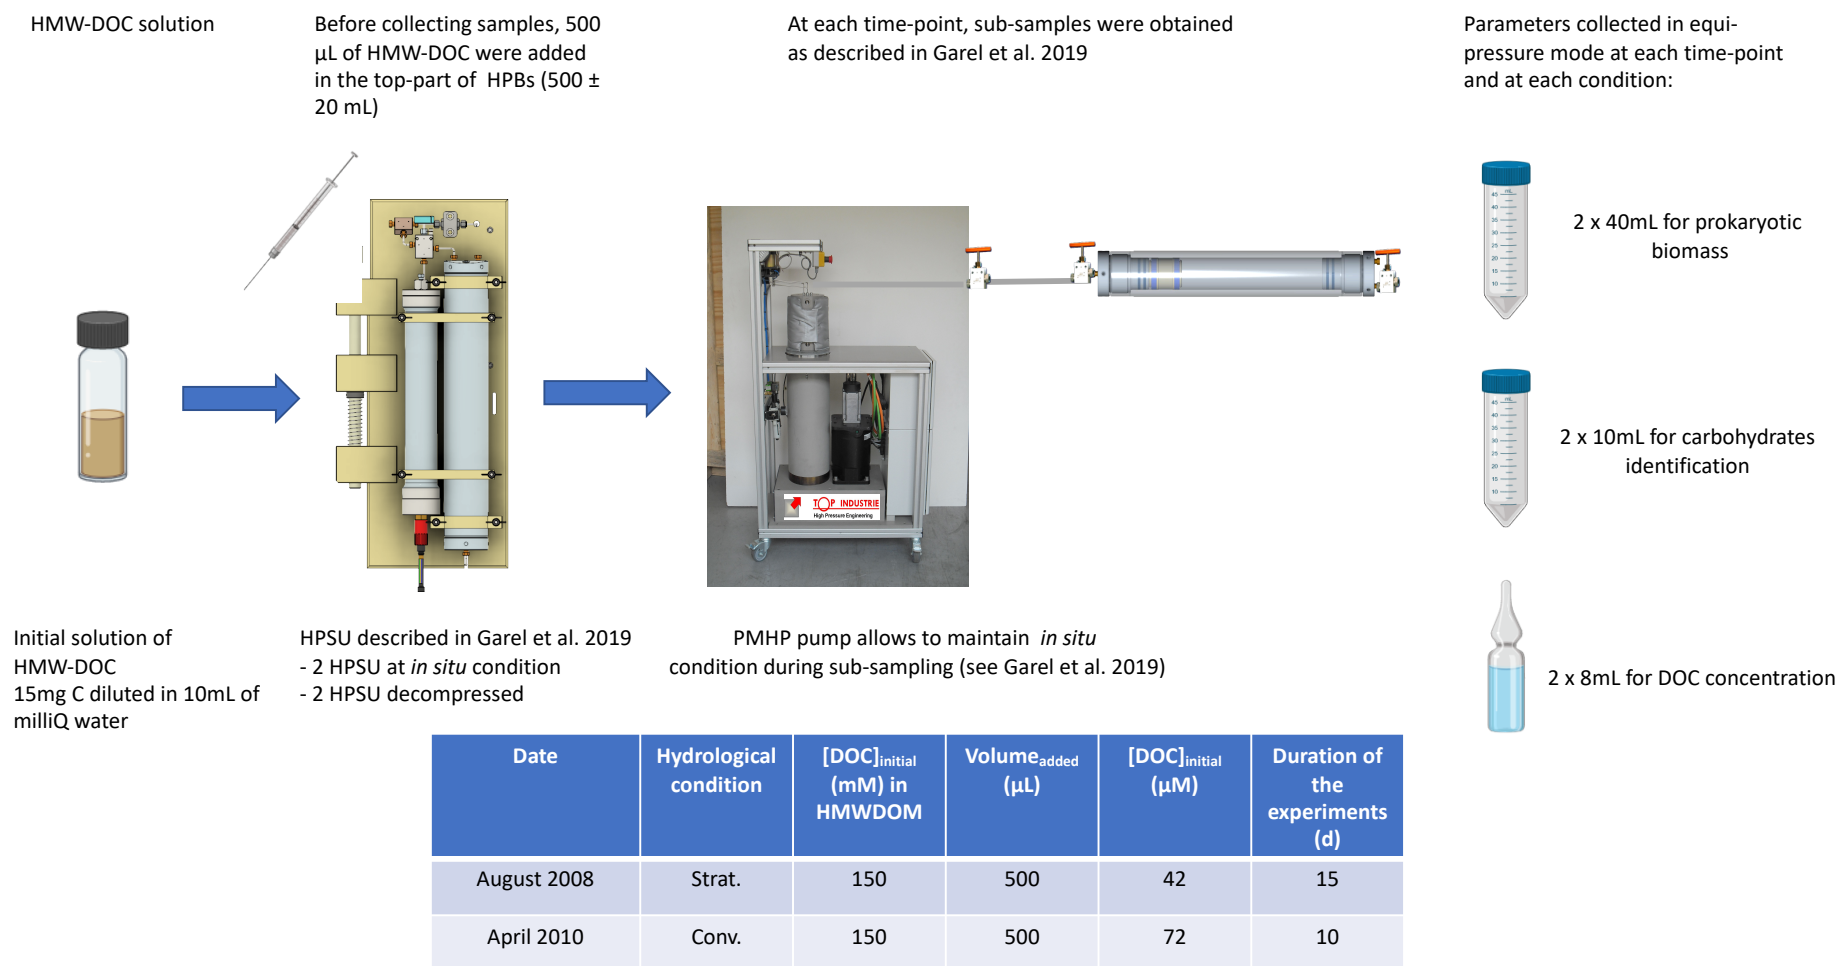 HMW-DOC solution
Before collecting samples, 500
µL of HMW-DOC were added
in the top-part of HPBs (500 ±
20 mL)
At each time-point, sub-samples were obtained
as described in Garel et al. 2019
Parameters collected in equi-
pressure mode at each time-point
and at each condition:
2 x 40mL for prokaryotic
biomass
2 x 10mL for carbohydrates
identification
2 x 8mL for DOC concentration
TOP INDUSTRIE
High Pressure Engineering
Initial solution of
HMW-DOC
15mg C diluted in 10mL of
milliQ water
HPSU described in Garel et al. 2019
- 2 HPSU at in situ condition
- 2 HPSU decompressed
PMHP pump allows to maintain in situ
condition during sub-sampling (see Garel et al. 2019)
Date
Hydrological
condition
[DOC]initial
(mM) in
HMWDOM
Volumeadded
(µL)
[DOC]initial
(µM)
Duration of
the
experiments
(d)
August 2008 Strat. 150 500 42 15
April 2010 Conv. 150 500 72 10